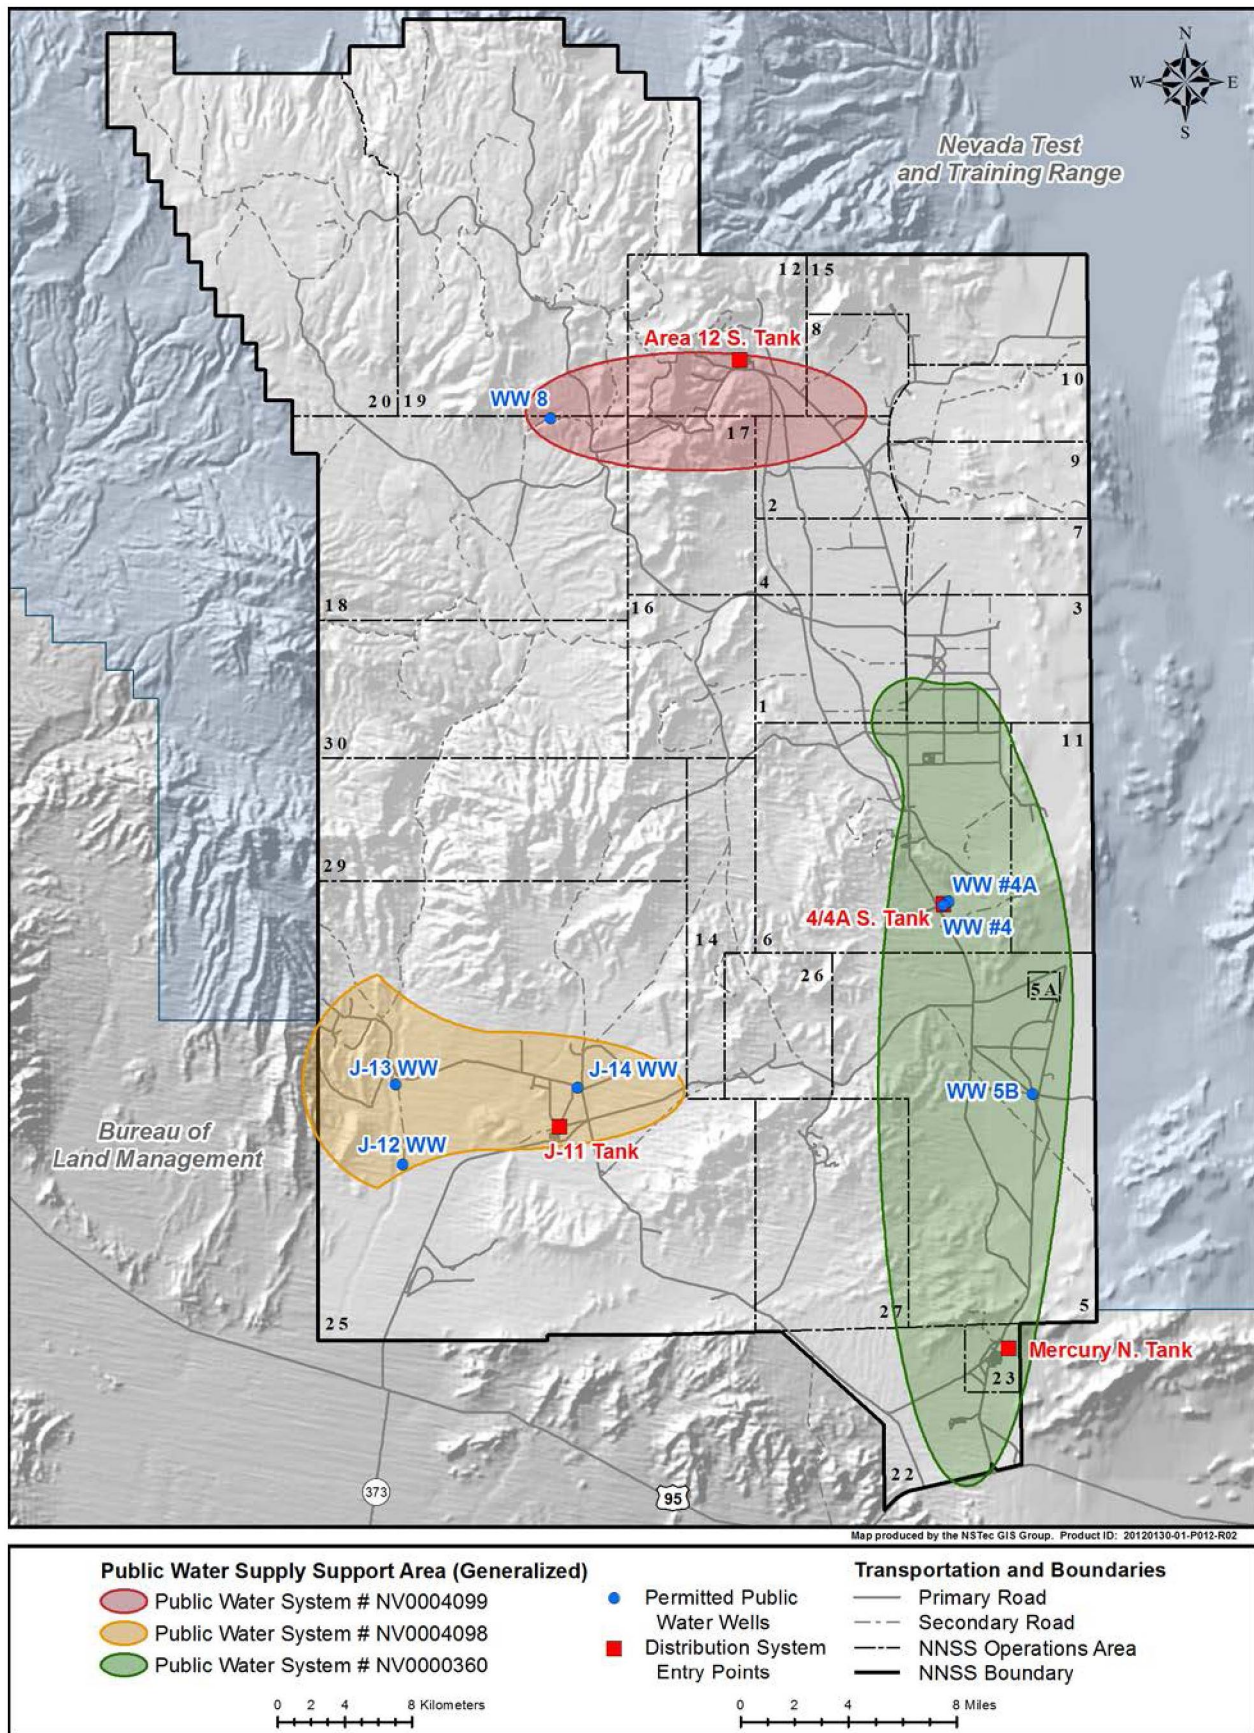 N
W E
S
Nevada Test
and Training Range
12 15
8
Area 12 S. Tank
10
20 19
WW 8
17
9
2
7
4
18
16
3
1
11
30
29
WW #4A
4/4A S. Tank
WW #4
14
6
26
5A
J-13 WW
J-14 WW
WW 5B
Bureau of
Land Management
J-12 WW
J-11 Tank
25
27
5
Mercury N. Tank
23
22
373
95
Map produced by the NSTec GIS Group. Product ID: 20120130-01-P012-R02
Public Water Supply Support Area (Generalized)
Public Water System # NV0004099
Public Water System # NV0004098
Public Water System # NV0000360
0 2 4 8 Kilometers
Permitted Public
Water Wells
Distribution System
Entry Points
0 2 4 8 Miles
Transportation and Boundaries
Primary Road
Secondary Road
NNSS Operations Area
NNSS Boundary